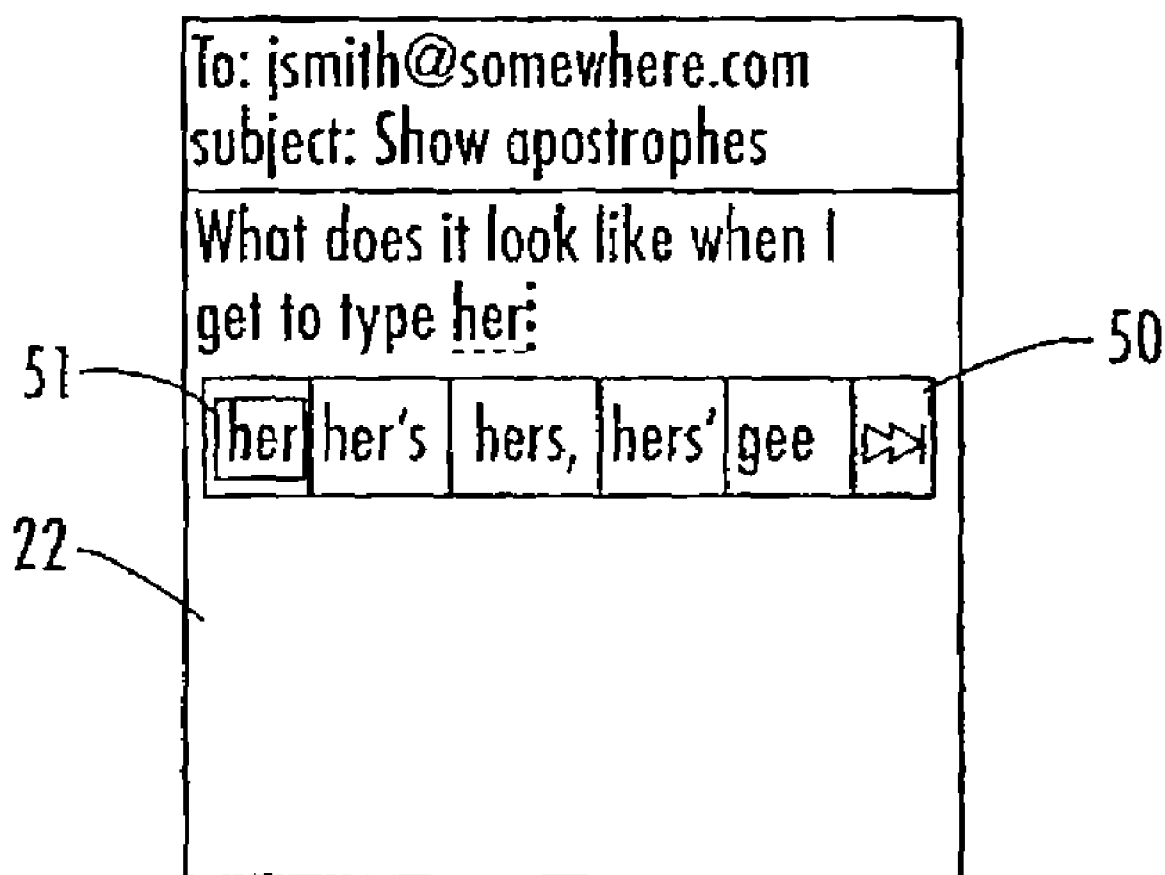 To: jsmith@somewhere.com
subject: Show apostrophes
What does it look like when I
get to type her
50
51
her her's hers, hers' gee
22